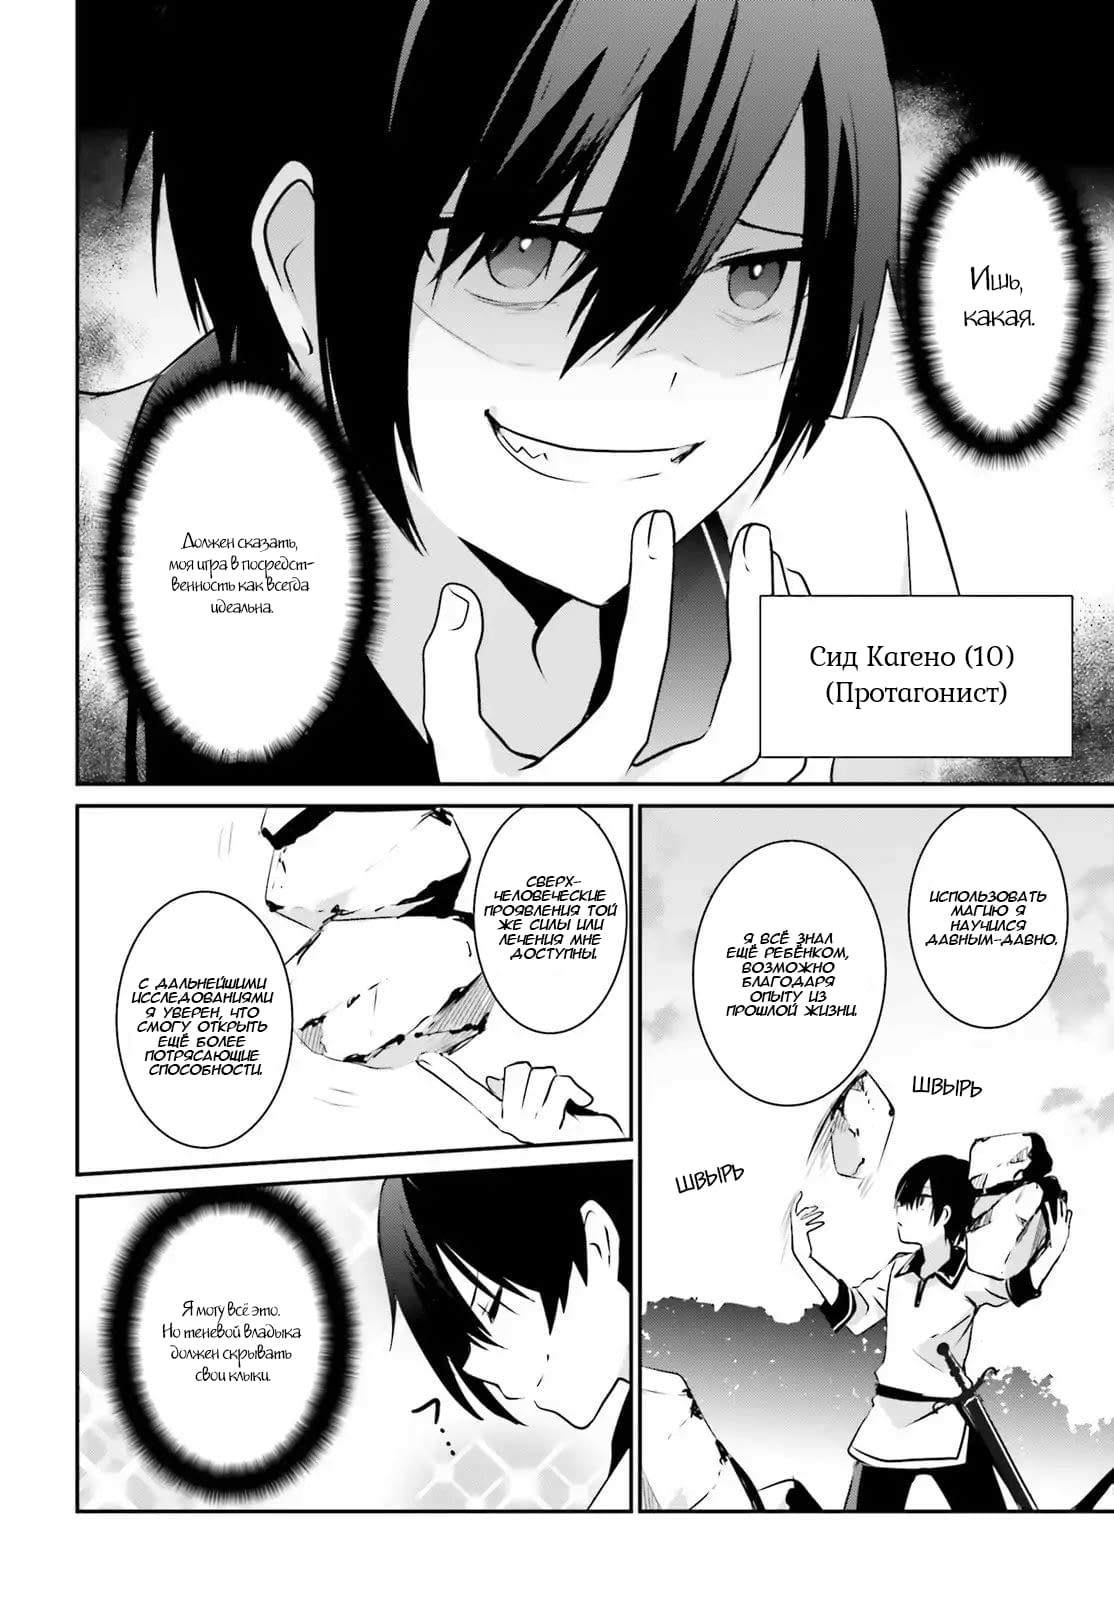 Ишь,
какая.
Должен сказать,
моя игра в посредст-
венность как всегда
идеальна.
Сид Кагено (10)
(Протагонист)
ИСПОЛЬЗОВАТЬ
МАГИЮ Я
НАУЧИЛСЯ
ДАВНЫМ-ДАВНО.
Я ВСЁ ЗНАЛ
ЕЩЁ РЕБЁНКОМ,
ВОЗМОЖНО
БЛАГОДАРЯ
ОПЫТУ ИЗ
ПРОШЛОЙ ЖИЗНИ.
ШВЫРЬ
ШВЫРЬ
СВЕРХ-
ЧЕЛОВЕЧЕСКИЕ
ПРОЯВЛЕНИЯ ТОЙ
ЖЕ СИЛЫ ИЛИ
ЛЕЧЕНИЯ МНЕ
ДОСТУПНЫ.
С ДАЛЬНЕЙШИМИ
ИССЛЕДОВАНИЯМИ
Я УВЕРЕН, ЧТО
СМОГУ ОТКРЫТЬ
ЕЩЁ БОЛЕЕ
ПОТРЯСАЮЩИЕ
СПОСОБНОСТИ.
Я могу всё это.
Но теневой владыка
должен скрывать
свои клыки.